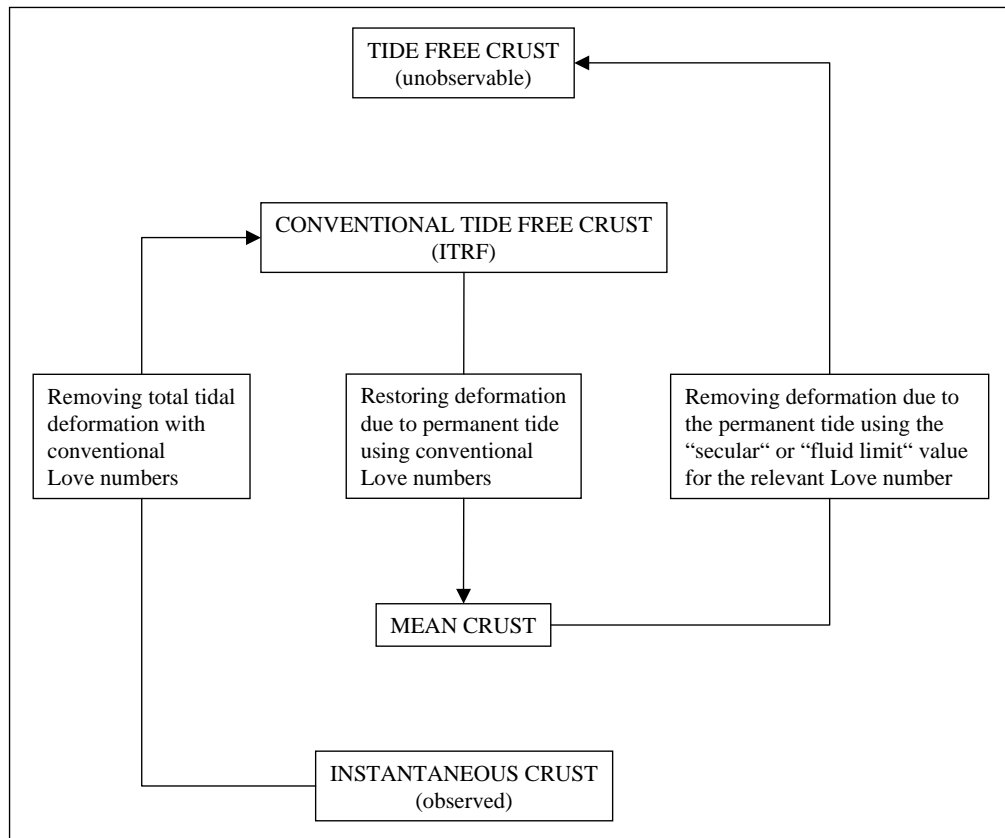 TIDE FREE CRUST
(unobservable)
CONVENTIONAL TIDE FREE CRUST
(ITRF)
Removing total tidal
deformation with
conventional
Love numbers
Restoring deformation
due to permanent tide
using conventional
Love numbers
Removing deformation due to
the permanent tide using the
“secular“ or “fluid limit“ value
for the relevant Love number
MEAN CRUST
INSTANTANEOUS CRUST
(observed)